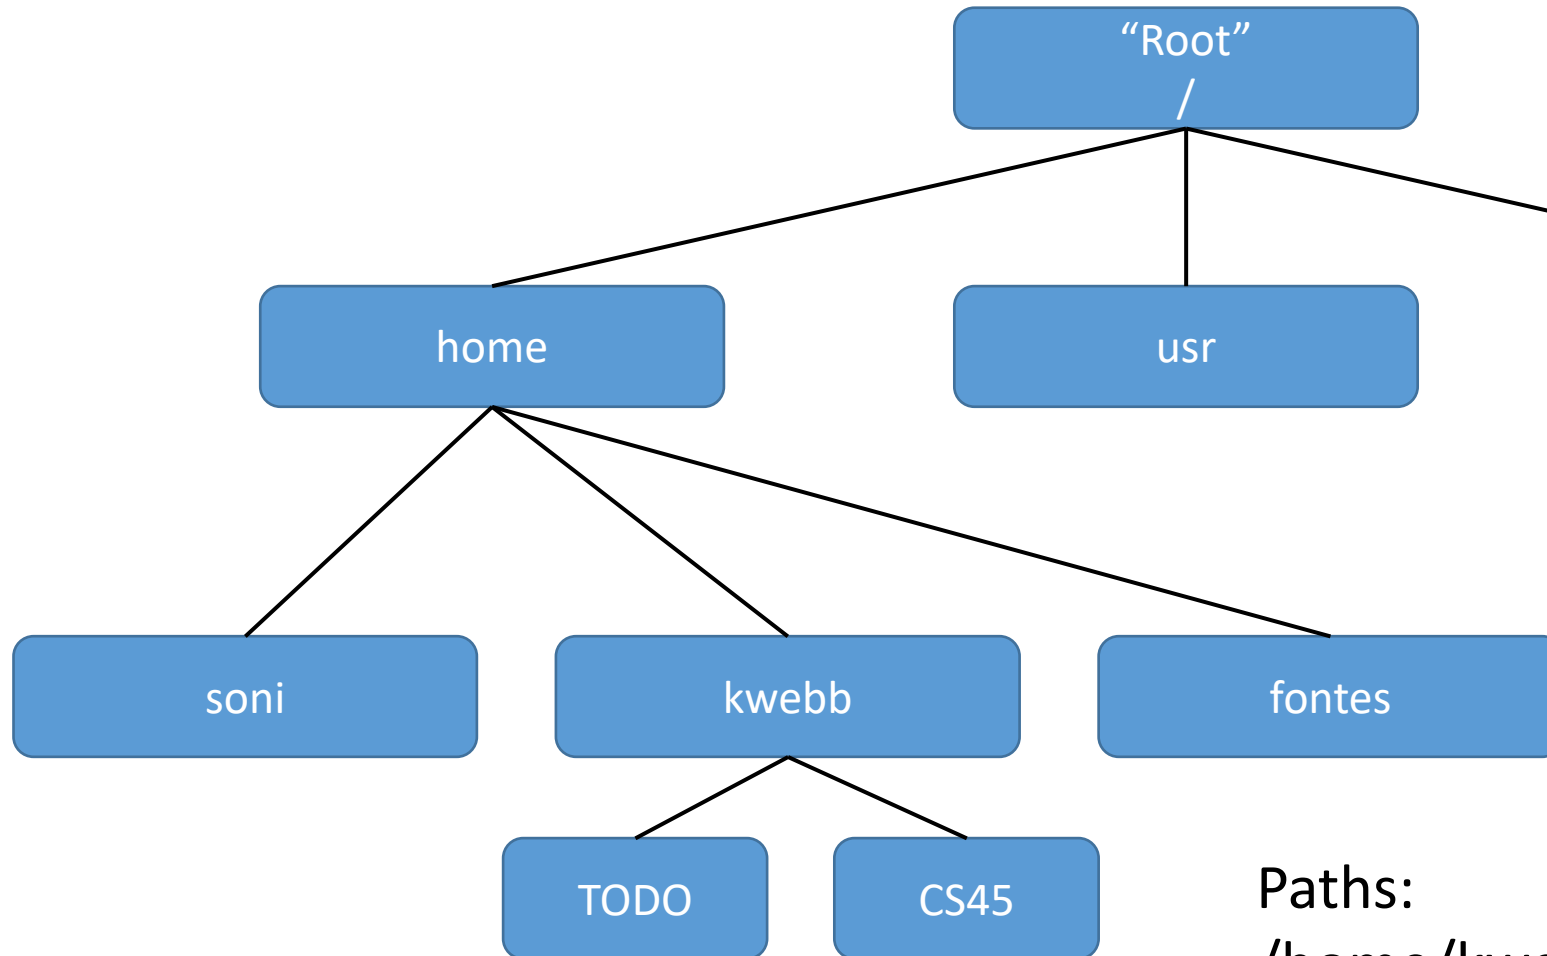 “Root”
/
home
usr
soni
kwebb
fontes
TODO
CS45
Paths: